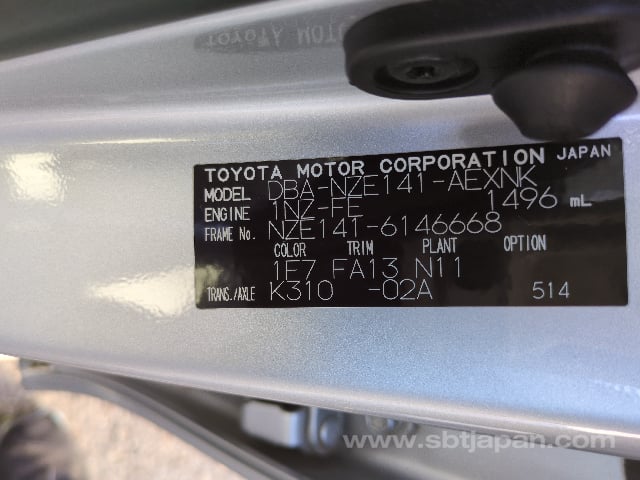 TOYOTA MOTOR CORPORATION JAPAN
MODEL DBA-NZE141-AEXNK
ENGINE 1NZ-FE 1496 mL
FRAME No. NZE141-6146668
COLOR TRIM PLANT OPTION
1E7 FA13 N11
TRANS./AXLE K310 -02A 514
© www.sbtjapan.com